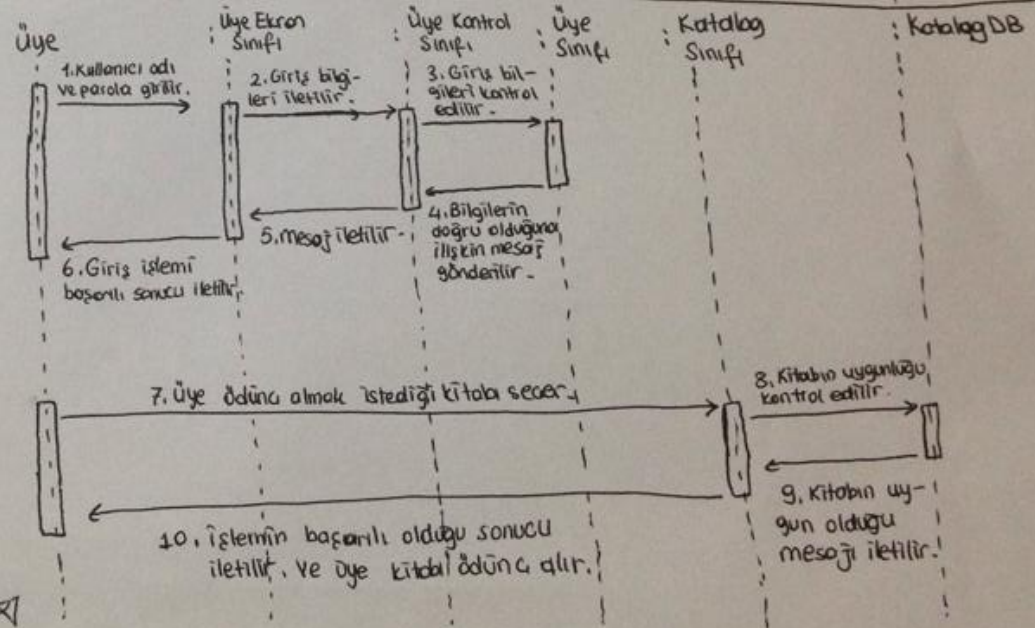 Üye
: Üye Ekran
Sınıfı
: Üye Kontrol
Sınıfı
: Üye
Sınıfı
: Katalog
Sınıfı
: Katalog DB
1. Kullanıcı adı
ve parola girilir.
2. Giriş bilgi-
leri iletilir.
3. Giriş bil-
gileri kontrol
edilir.
4. Bilgilerin
doğru olduğuna
ilişkin mesaj
gönderilir.
5. Mesaj iletilir.
6. Giriş işlemi
başarılı sonucu iletilir.
7. Üye ödünç almak istediği kitabı seçer.
8. Kitabın uygunluğu
kontrol edilir.
9. Kitabın uy-
gun olduğu
mesajı iletilir.
10. işlemin başarılı olduğu sonucu
iletilir. ve üye kitabı ödünç alır.